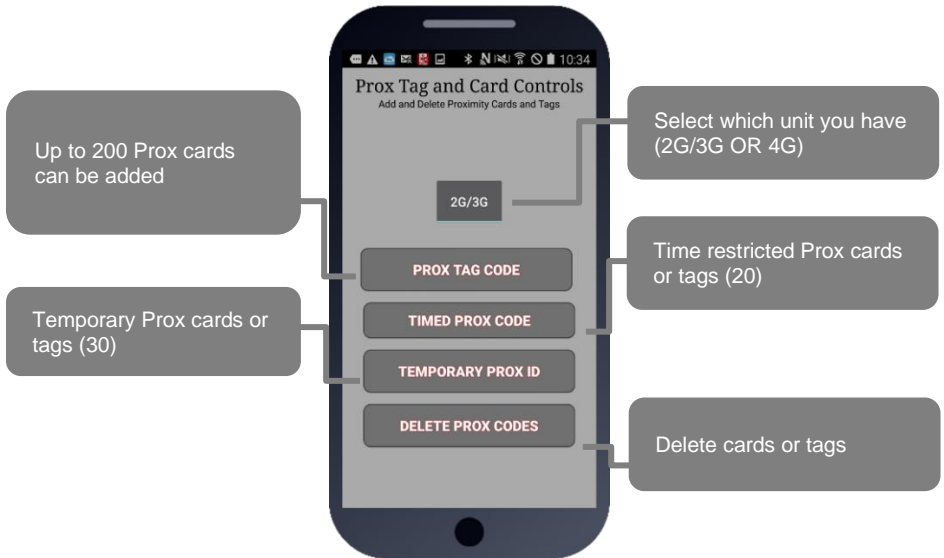 10:34
Prox Tag and Card Controls
Add and Delete Proximity Cards and Tags
Up to 200 Prox cards
can be added
Select which unit you have
(2G/3G OR 4G)
2G/3G
PROX TAG CODE
Time restricted Prox cards
or tags (20)
Temporary Prox cards or
tags (30)
TIMED PROX CODE
TEMPORARY PROX ID
DELETE PROX CODES
Delete cards or tags